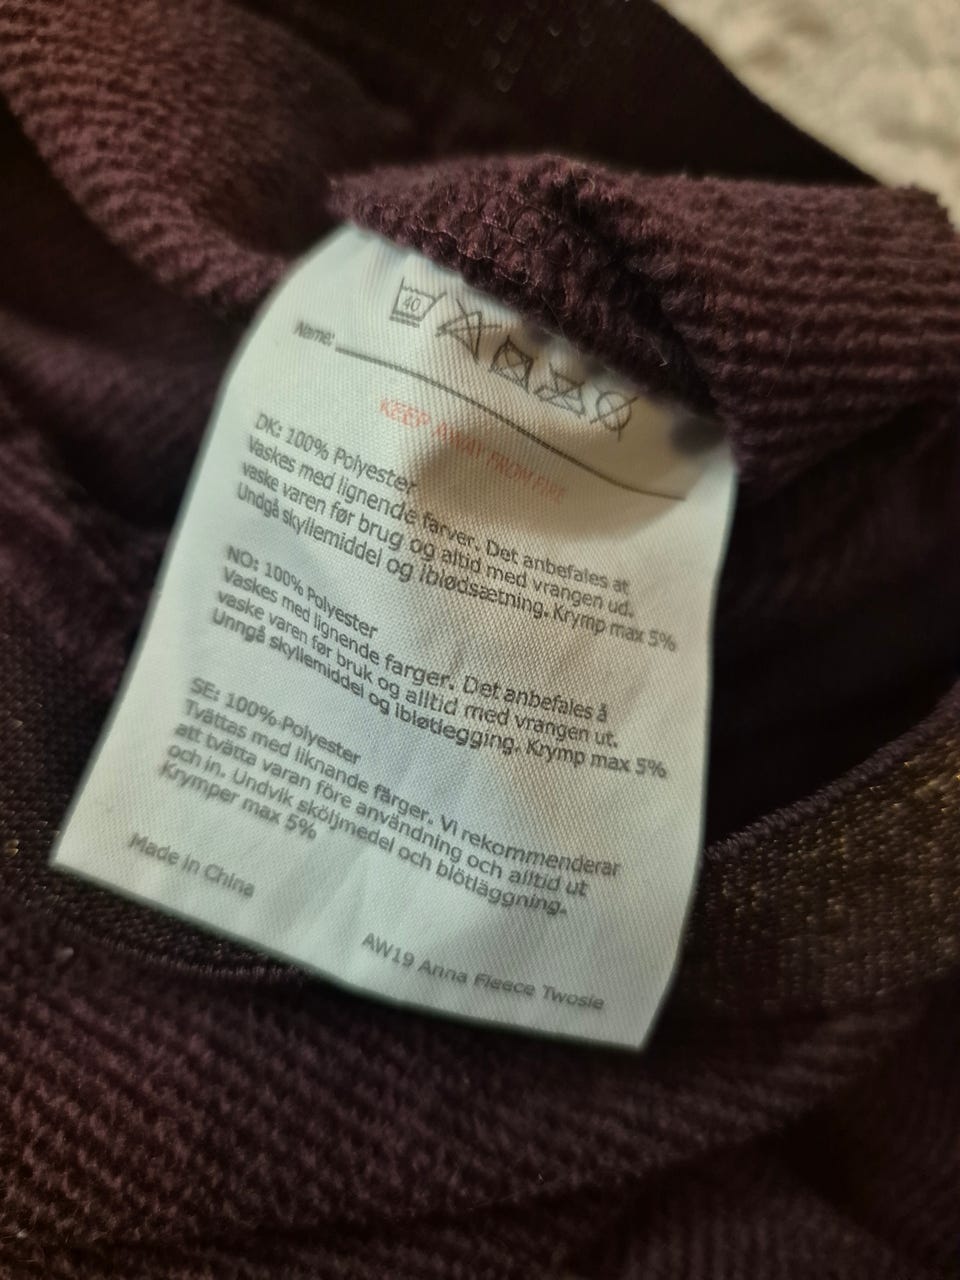 40
Name:
KEEP AWAY FROM FIRE
DK: 100% Polyester
Vaskes med lignende farver. Det anbefales at
vaske varen før brug og altid med vrangen ud.
Undgå skyllemiddel og iblødsætning. Krymp max 5%
NO: 100% Polyester
Vaskes med lignende farger. Det anbefales å
vaske varen før bruk og alltid med vrangen ut.
Unngå skyllemiddel og ibløtlegging. Krymp max 5%
SE: 100% Polyester
Tvättas med liknande färger. Vi rekommenderar
att tvätta varan före användning och alltid ut
och in. Undvik sköljmedel och blötläggning.
Krymper max 5%
Made in China
AW19 Anna Fleece Twosie